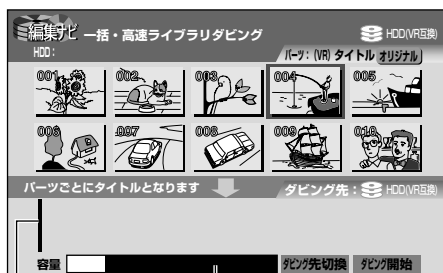 編集ナビ 一括・高速ライブラリダビング HDD(VR互換)
HDD: パーツ: (VR) タイトル オリジナル
001 002 003 004 005
006 007 008 009 010
パーツごとにタイトルとなります ダビング先: HDD(VR互換)
容量 ダビング先切換 ダビング開始